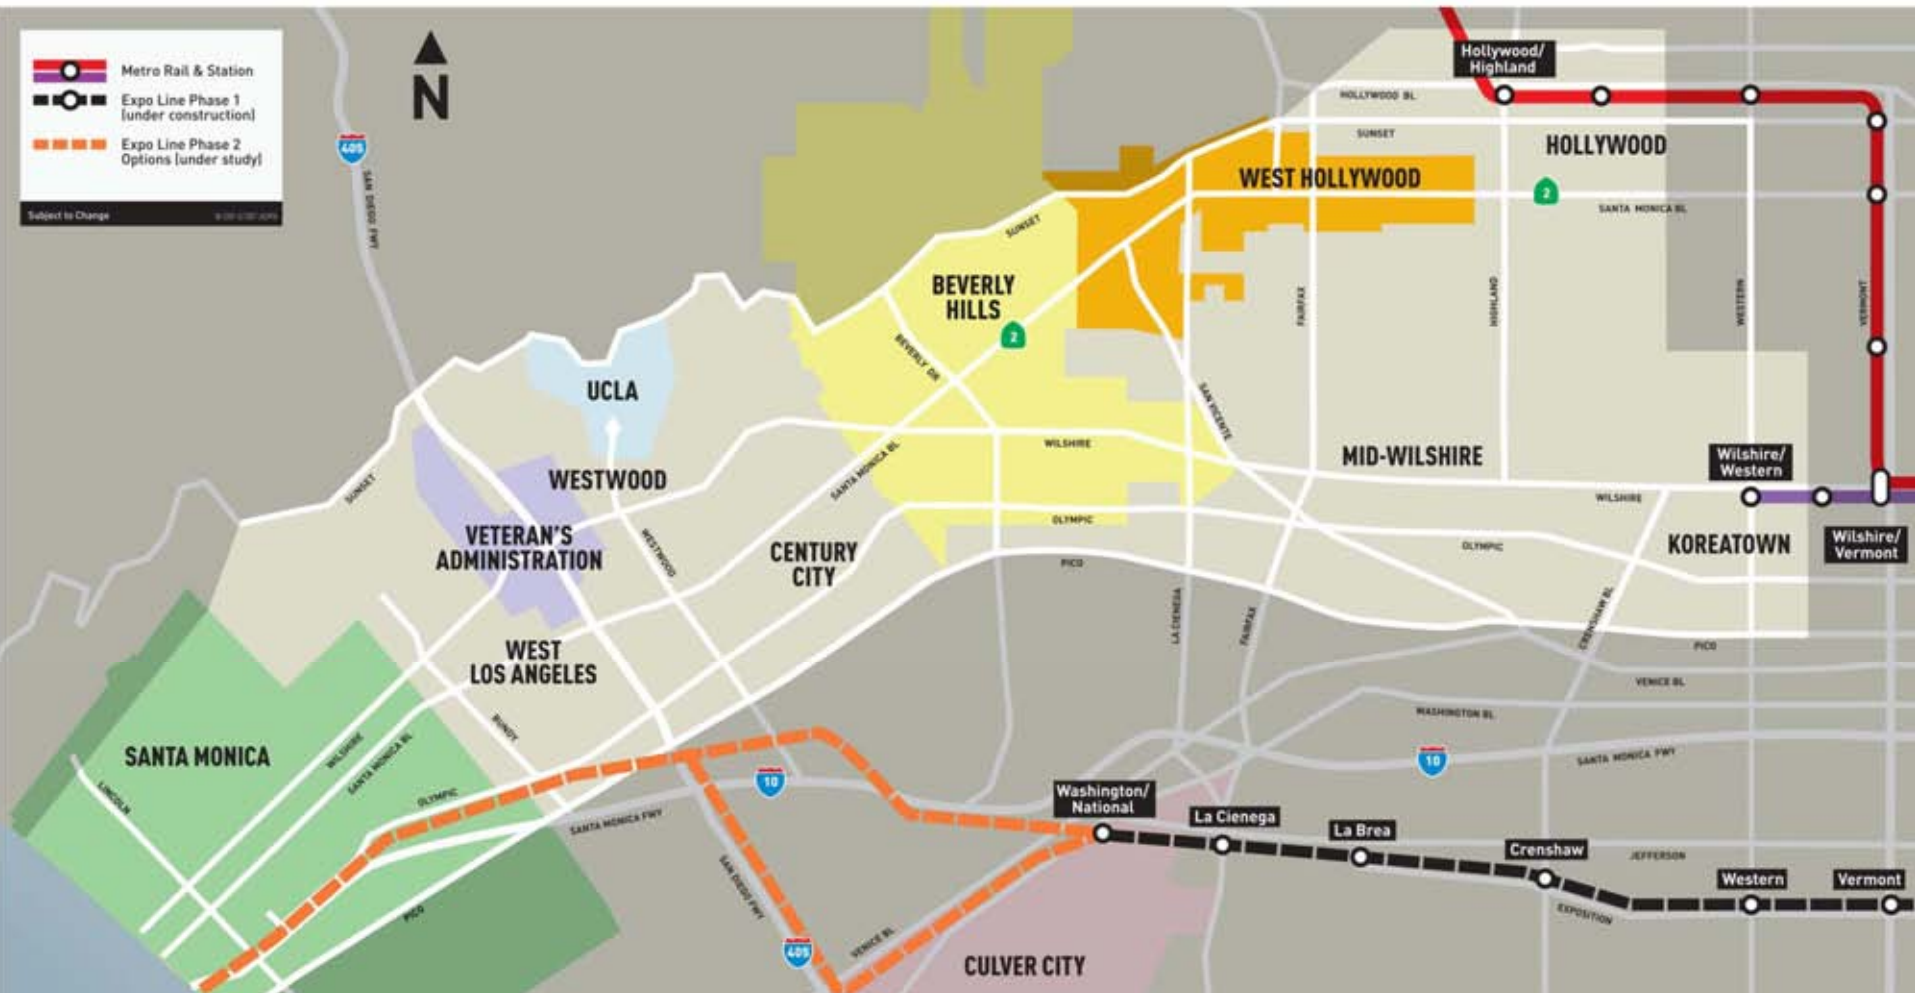 Metro Rail & Station
Expo Line Phase 1
(under construction)
Expo Line Phase 2
Options (under study)
Subject to Change
N
405
SAN DIEGO FWY
Hollywood/
Highland
HOLLYWOOD BL
SUNSET
HOLLYWOOD
WEST HOLLYWOOD
2
SANTA MONICA BL
SUNSET
BEVERLY
HILLS
2
BEVERLY DR
FAIRFAX
HIGHLAND
WESTERN
VERMONT
UCLA
SAN VICENTE
WILSHIRE
MID-WILSHIRE
Wilshire/
Western
WILSHIRE
SANTA MONICA BL
WESTWOOD
SUNSET
VETERAN'S
ADMINISTRATION
WESTWOOD
CENTURY
CITY
OLYMPIC
OLYMPIC
KOREATOWN
Wilshire/
Vermont
PICO
LA CIENEGA
FAIRFAX
CRENSHAW BL
PICO
WEST
LOS ANGELES
VENICE BL
WASHINGTON BL
BUNDY
SANTA MONICA
WILSHIRE
SANTA MONICA BL
LINCOLN
OLYMPIC
10
10
SANTA MONICA FWY
SANTA MONICA FWY
Washington/
National
La Cienega
La Brea
Crenshaw
JEFFERSON
Western
Vermont
EXPOSITION
PICO
SAN DIEGO FWY
405
VENICE BL
CULVER CITY